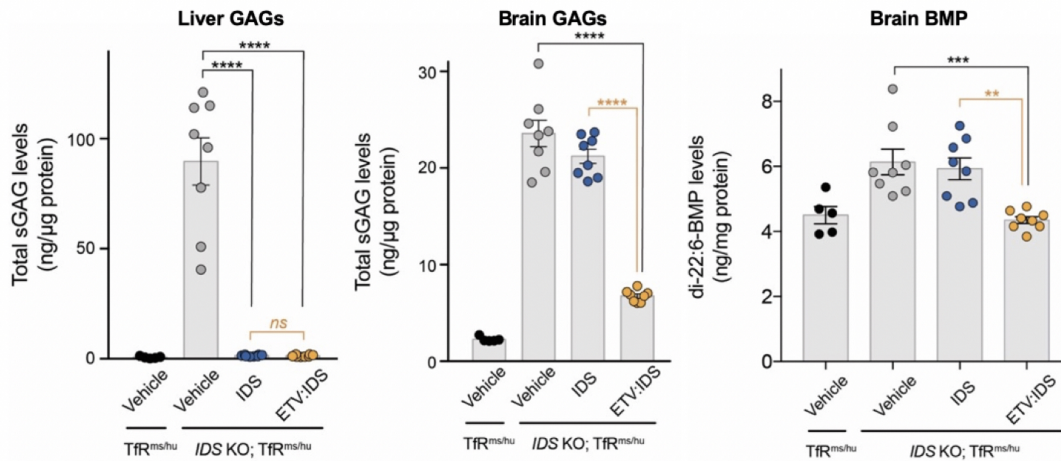 Liver GAGs
Total sGAG levels
(ng/µg protein)
100
50
0
****
****
ns
Vehicle
Vehicle
IDS
ETV:IDS
TfRms/hu
IDS KO; TfRms/hu
Brain GAGs
Total sGAG levels
(ng/µg protein)
30
20
10
0
****
****
Vehicle
Vehicle
IDS
ETV:IDS
TfRms/hu
IDS KO; TfRms/hu
Brain BMP
di-22:6-BMP levels
(ng/mg protein)
8
6
4
2
0
***
**
Vehicle
Vehicle
IDS
ETV:IDS
TfRms/hu
IDS KO; TfRms/hu